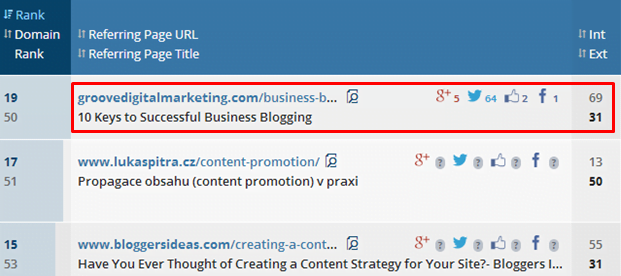 Rank
Domain Rank
Referring Page URL
Referring Page Title
Int
Ext
19 groovedigitalmarketing.com/business-b... g+ 5 64 2 f 1 69
50 10 Keys to Successful Business Blogging 31
17 www.lukaspitra.cz/content-promotion/ g+ ? ? ? f ? 13
51 Propagace obsahu (content promotion) v praxi 50
15 www.bloggersideas.com/creating-a-cont... g+ ? ? ? f ? 55
53 Have You Ever Thought of Creating a Content Strategy for Your Site?- Bloggers I... 31